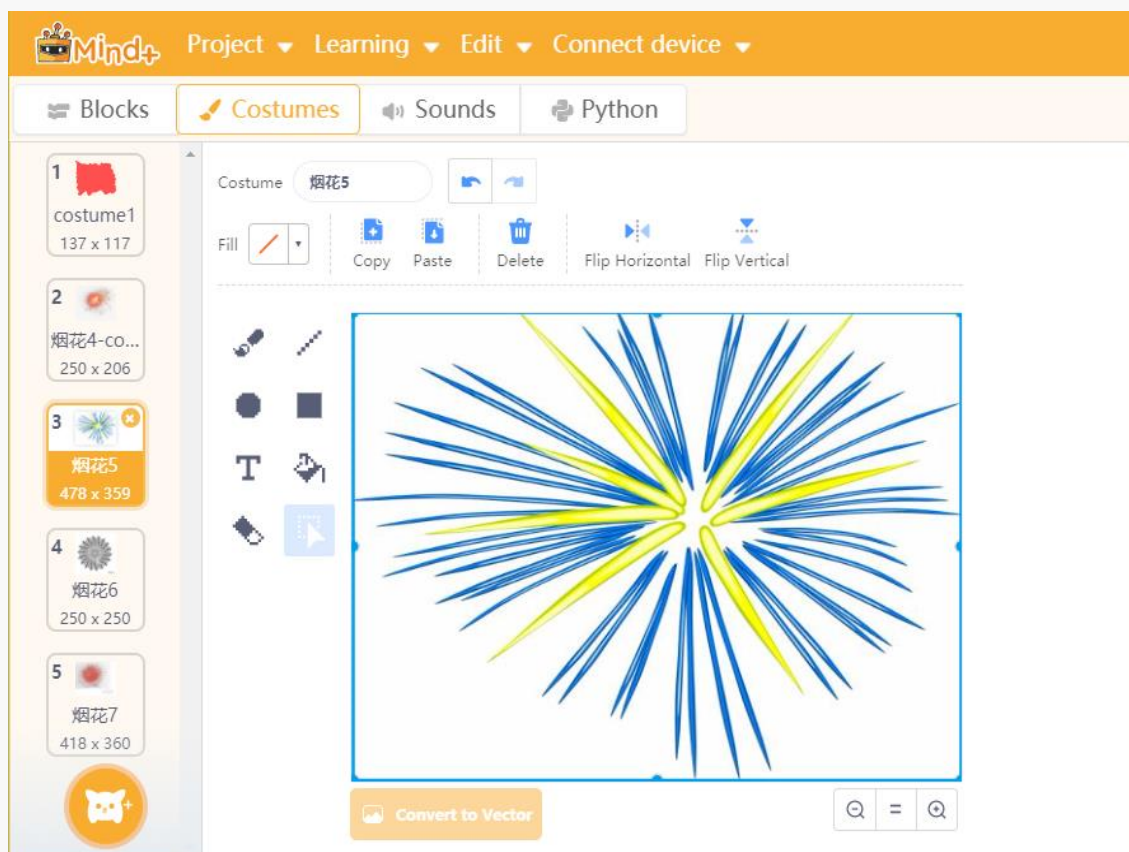 Mind+ Project Learning Edit Connect device
Blocks Costumes Sounds Python
1
costume1
137 x 117
2
烟花4-co...
250 x 206
3
烟花5
478 x 359
4
烟花6
250 x 250
5
烟花7
418 x 360
Costume 烟花5
Fill Copy Paste Delete Flip Horizontal Flip Vertical
T
Convert to Vector
=